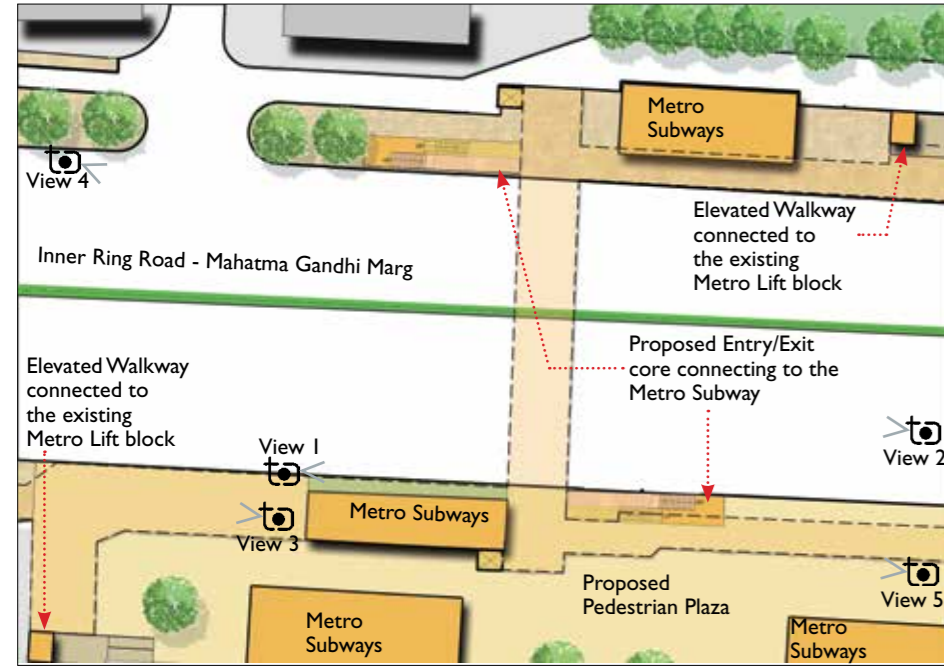 Metro
Subways
View 4
Elevated Walkway
connected to
the existing
Metro Lift block
Inner Ring Road - Mahatma Gandhi Marg
Proposed Entry/Exit
core connecting to the
Metro Subway
Elevated Walkway
connected to
the existing
Metro Lift block
View 2
View 1
Metro Subways
View 3
Proposed
Pedestrian Plaza
View 5
Metro
Subways
Metro
Subways